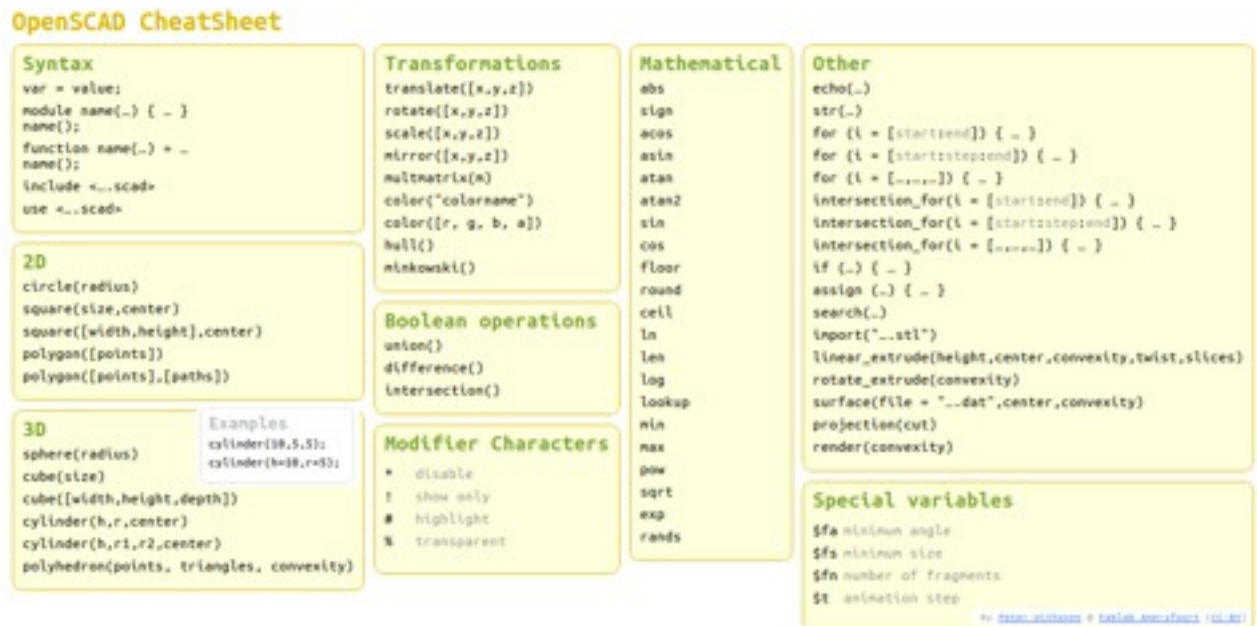 OpenSCAD CheatSheet
Syntax
var = value;
module name(…) { … }
name();
function name(…) = …
name();
include <….scad>
use <….scad>
2D
circle(radius)
square(size,center)
square([width,height],center)
polygon([points])
polygon([points],[paths])
3D
sphere(radius)
cube(size)
cube([width,height,depth])
cylinder(h,r,center)
cylinder(h,r1,r2,center)
polyhedron(points, triangles, convexity)
Examples
cylinder(10,5,5);
cylinder(h=10,r=5);
Transformations
translate([x,y,z])
rotate([x,y,z])
scale([x,y,z])
mirror([x,y,z])
multmatrix(m)
color("colorname")
color([r, g, b, a])
hull()
minkowski()
Boolean operations
union()
difference()
intersection()
Modifier Characters
* disable
! show only
# highlight
% transparent
Mathematical
abs
sign
acos
asin
atan
atan2
sin
cos
floor
round
ceil
ln
len
log
lookup
min
max
pow
sqrt
exp
rands
Other
echo(…)
str(…)
for (i = [start:end]) { … }
for (i = [start:step:end]) { … }
for (i = […,…,…]) { … }
intersection_for(i = [start:end]) { … }
intersection_for(i = [start:step:end]) { … }
intersection_for(i = […,…,…]) { … }
if (…) { … }
assign (…) { … }
search(…)
import("….stl")
linear_extrude(height,center,convexity,twist,slices)
rotate_extrude(convexity)
surface(file = "….dat",center,convexity)
projection(cut)
render(convexity)
Special variables
$fa minimum angle
$fs minimum size
$fn number of fragments
$t animation step
by Peter @ Fablab Amersfoort